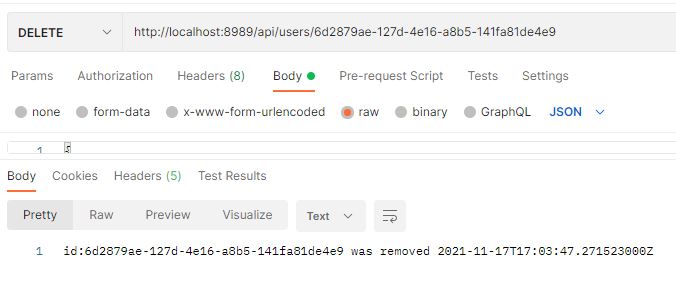 DELETE http://localhost:8989/api/users/6d2879ae-127d-4e16-a8b5-141fa81de4e9
Params Authorization Headers (8) Body Pre-request Script Tests Settings
none form-data x-www-form-urlencoded raw binary GraphQL JSON
1 {
Body Cookies Headers (5) Test Results
Pretty Raw Preview Visualize Text
1 id:6d2879ae-127d-4e16-a8b5-141fa81de4e9 was removed 2021-11-17T17:03:47.271523000Z